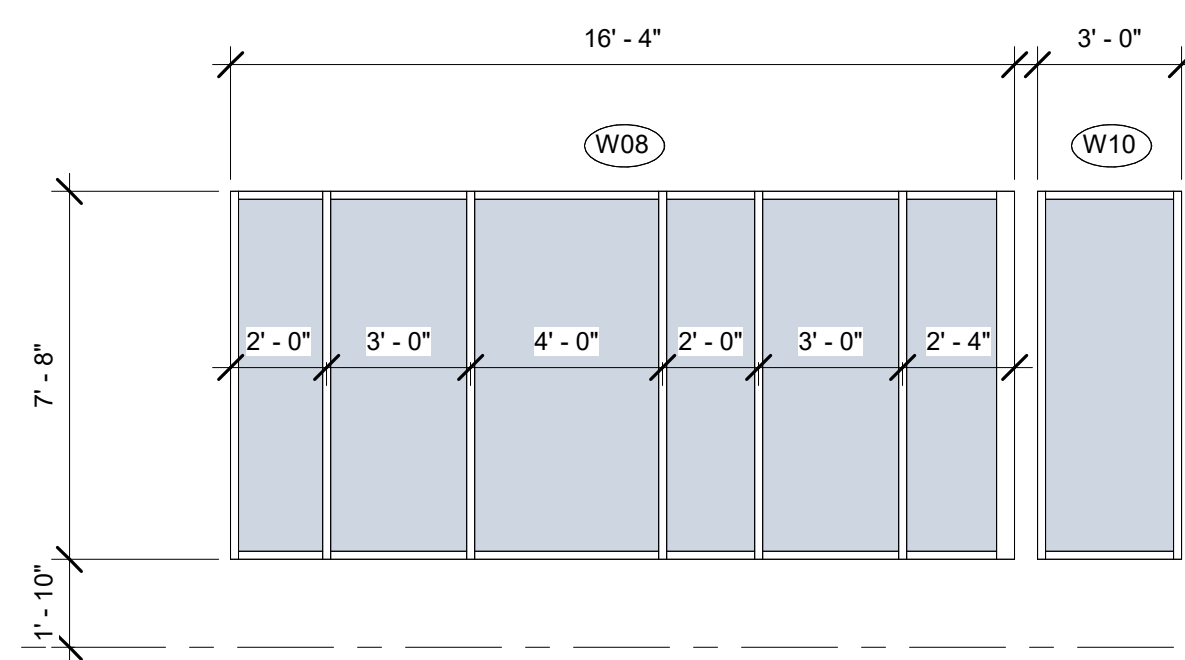 16' - 4" 3' - 0"
W08 W10
2' - 0" 3' - 0" 4' - 0" 2' - 0" 3' - 0" 2' - 4"
7' - 8"
1' - 10"